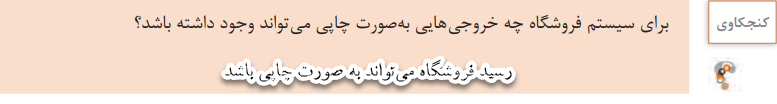 کنجکاوی
برای سیستم فروشگاه چه خروجی‌هایی به‌صورت چاپی می‌تواند وجود داشته باشد؟
رسید فروشگاه می‌تواند به صورت چاپی باشد